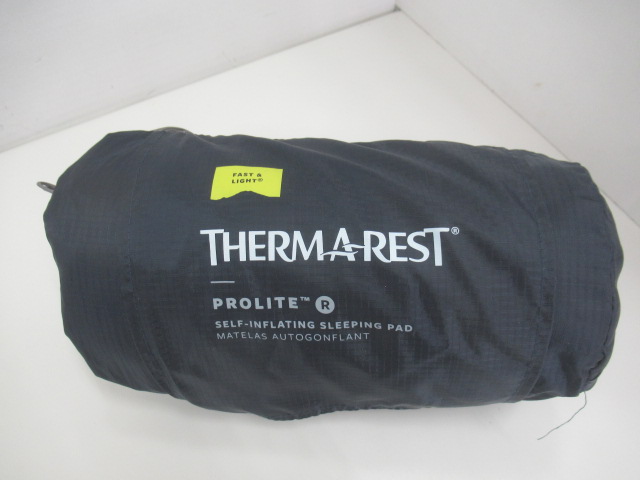 FAST &
LIGHT®
THERMAREST®
PROLITE™ R
SELF-INFLATING SLEEPING PAD
MATELAS AUTOGONFLANT